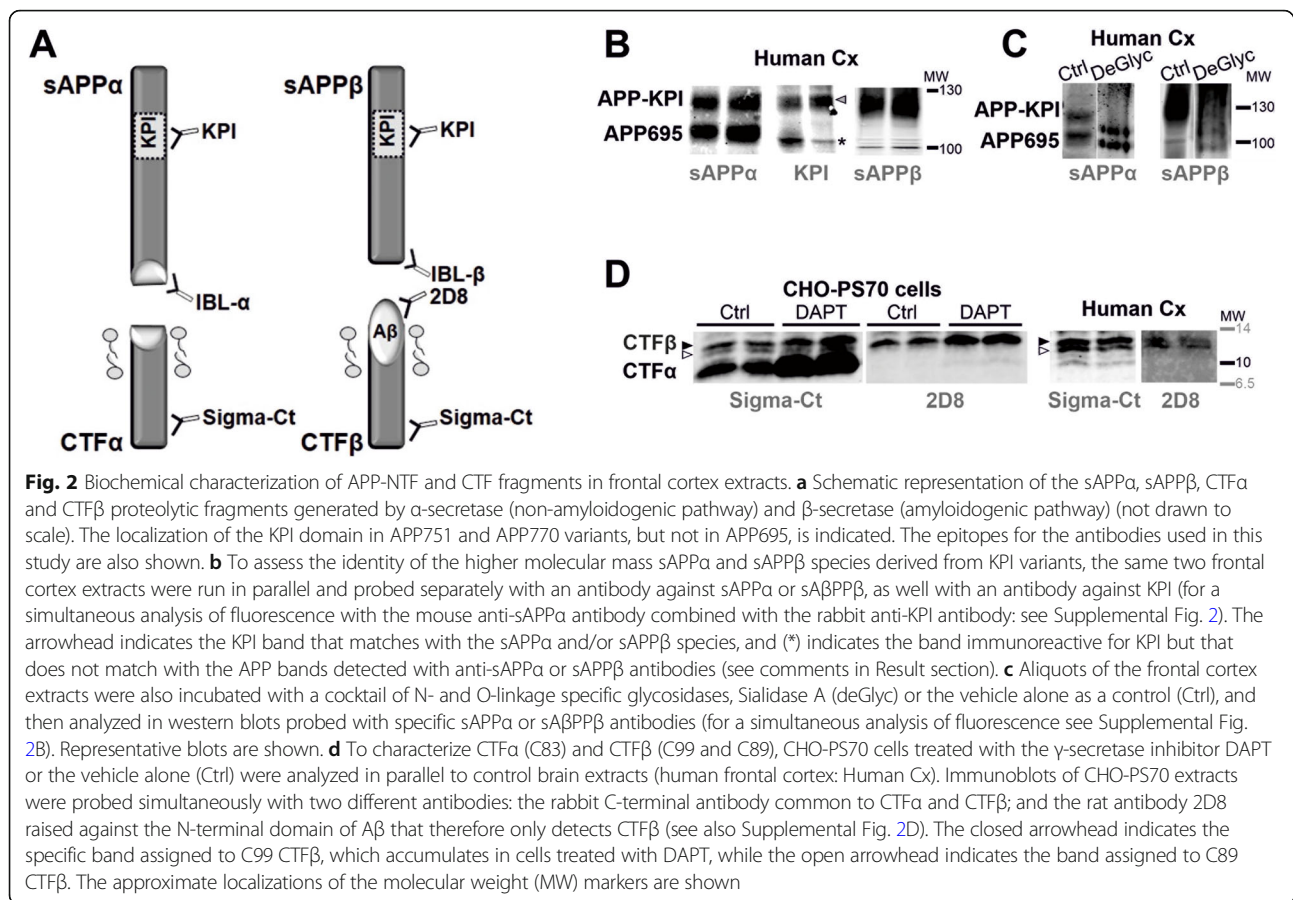 A
sAPPα
sAPPβ
KPI
KPI
KPI
KPI
IBL-α
IBL-β
2D8
Aβ
Sigma-Ct
Sigma-Ct
CTFα
CTFβ
B
Human Cx
MW
APP-KPI
130
APP695
*
100
sAPPα KPI sAPPβ
C
Human Cx
Ctrl DeGlyc Ctrl DeGlyc
MW
APP-KPI
130
APP695
100
sAPPα sAPPβ
D
CHO-PS70 cells
Human Cx
Ctrl DAPT Ctrl DAPT
MW
CTFβ
14
CTFα
10
6.5
Sigma-Ct 2D8 Sigma-Ct 2D8
Fig. 2 Biochemical characterization of APP-NTF and CTF fragments in frontal cortex extracts. a Schematic representation of the sAPPα, sAPPβ, CTFα
and CTFβ proteolytic fragments generated by α-secretase (non-amyloidogenic pathway) and β-secretase (amyloidogenic pathway) (not drawn to
scale). The localization of the KPI domain in APP751 and APP770 variants, but not in APP695, is indicated. The epitopes for the antibodies used in this
study are also shown. b To assess the identity of the higher molecular mass sAPPα and sAPPβ species derived from KPI variants, the same two frontal
cortex extracts were run in parallel and probed separately with an antibody against sAPPα or sAβPPβ, as well with an antibody against KPI (for a
simultaneous analysis of fluorescence with the mouse anti-sAPPα antibody combined with the rabbit anti-KPI antibody: see Supplemental Fig. 2). The
arrowhead indicates the KPI band that matches with the sAPPα and/or sAPPβ species, and (*) indicates the band immunoreactive for KPI but that
does not match with the APP bands detected with anti-sAPPα or sAPPβ antibodies (see comments in Result section). c Aliquots of the frontal cortex
extracts were also incubated with a cocktail of N- and O-linkage specific glycosidases, Sialidase A (deGlyc) or the vehicle alone as a control (Ctrl), and
then analyzed in western blots probed with specific sAPPα or sAβPPβ antibodies (for a simultaneous analysis of fluorescence see Supplemental Fig.
2B). Representative blots are shown. d To characterize CTFα (C83) and CTFβ (C99 and C89), CHO-PS70 cells treated with the γ-secretase inhibitor DAPT
or the vehicle alone (Ctrl) were analyzed in parallel to control brain extracts (human frontal cortex: Human Cx). Immunoblots of CHO-PS70 extracts
were probed simultaneously with two different antibodies: the rabbit C-terminal antibody common to CTFα and CTFβ; and the rat antibody 2D8
raised against the N-terminal domain of Aβ that therefore only detects CTFβ (see also Supplemental Fig. 2D). The closed arrowhead indicates the
specific band assigned to C99 CTFβ, which accumulates in cells treated with DAPT, while the open arrowhead indicates the band assigned to C89
CTFβ. The approximate localizations of the molecular weight (MW) markers are shown